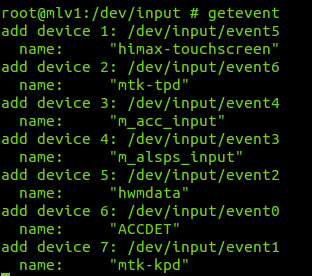 root@mlv1:/dev/input # getevent
add device 1: /dev/input/event5
  name:     "himax-touchscreen"
add device 2: /dev/input/event6
  name:     "mtk-tpd"
add device 3: /dev/input/event4
  name:     "m_acc_input"
add device 4: /dev/input/event3
  name:     "m_alsps_input"
add device 5: /dev/input/event2
  name:     "hwmdata"
add device 6: /dev/input/event0
  name:     "ACCDET"
add device 7: /dev/input/event1
  name:     "mtk-kpd"